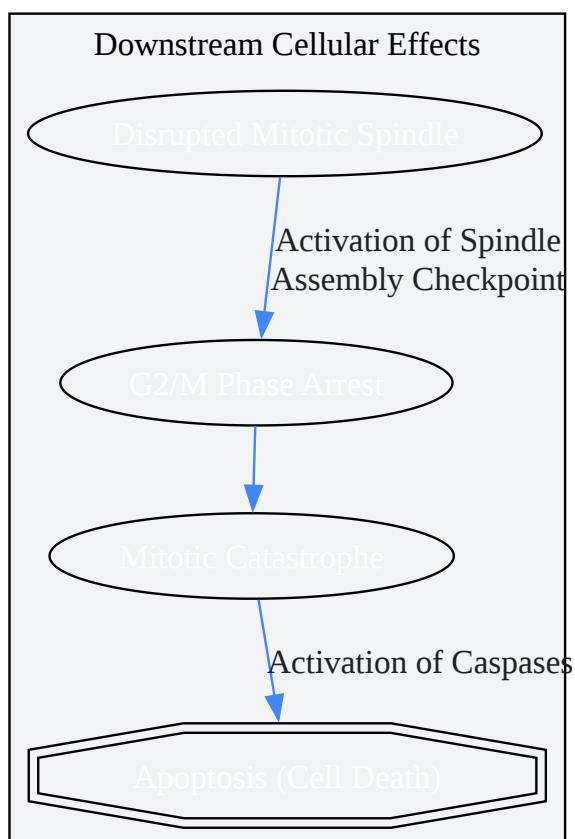 Downstream Cellular Effects
Disrupted Mitotic Spindle
Activation of Spindle
Assembly Checkpoint
G2/M Phase Arrest
Mitotic Catastrophe
Activation of Caspases
Apoptosis (Cell Death)